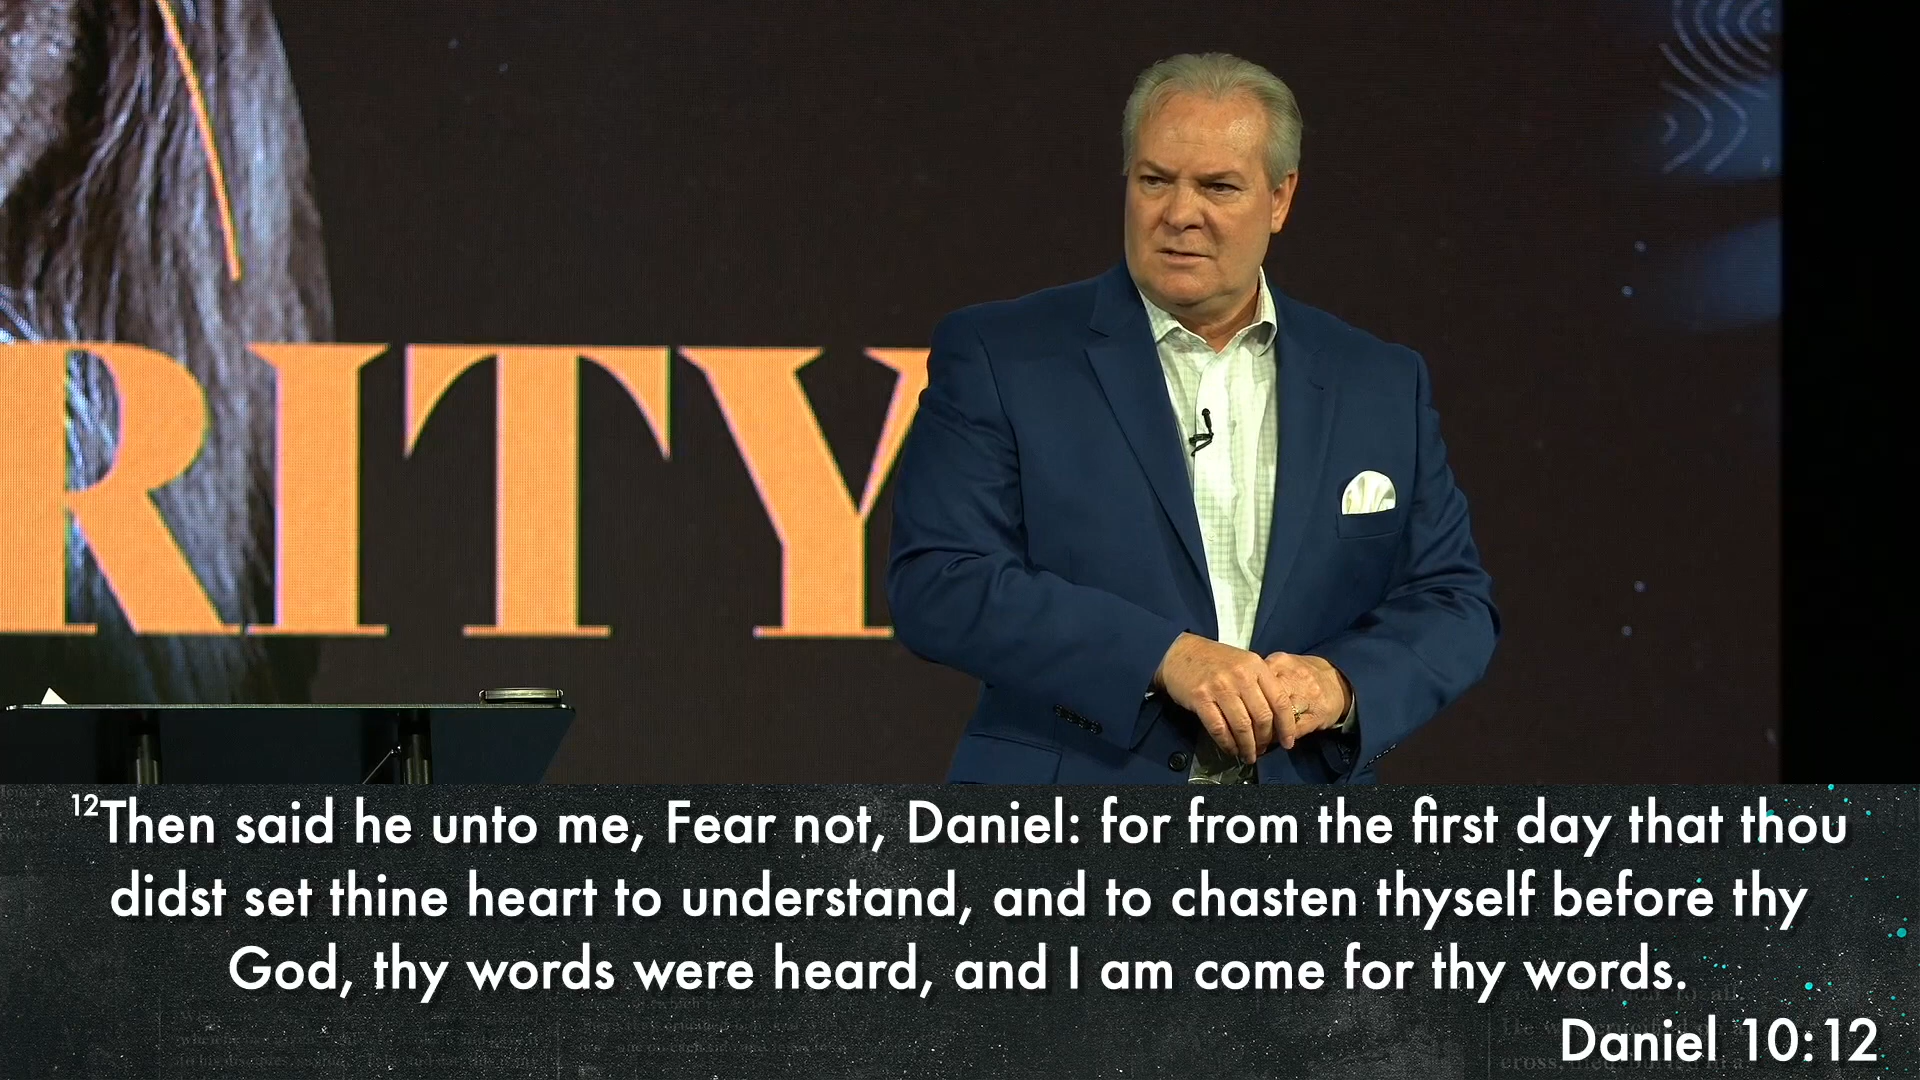 RITY
12Then said he unto me, Fear not, Daniel: for from the first day that thou
didst set thine heart to understand, and to chasten thyself before thy
God, thy words were heard, and I am come for thy words.
Daniel 10:12